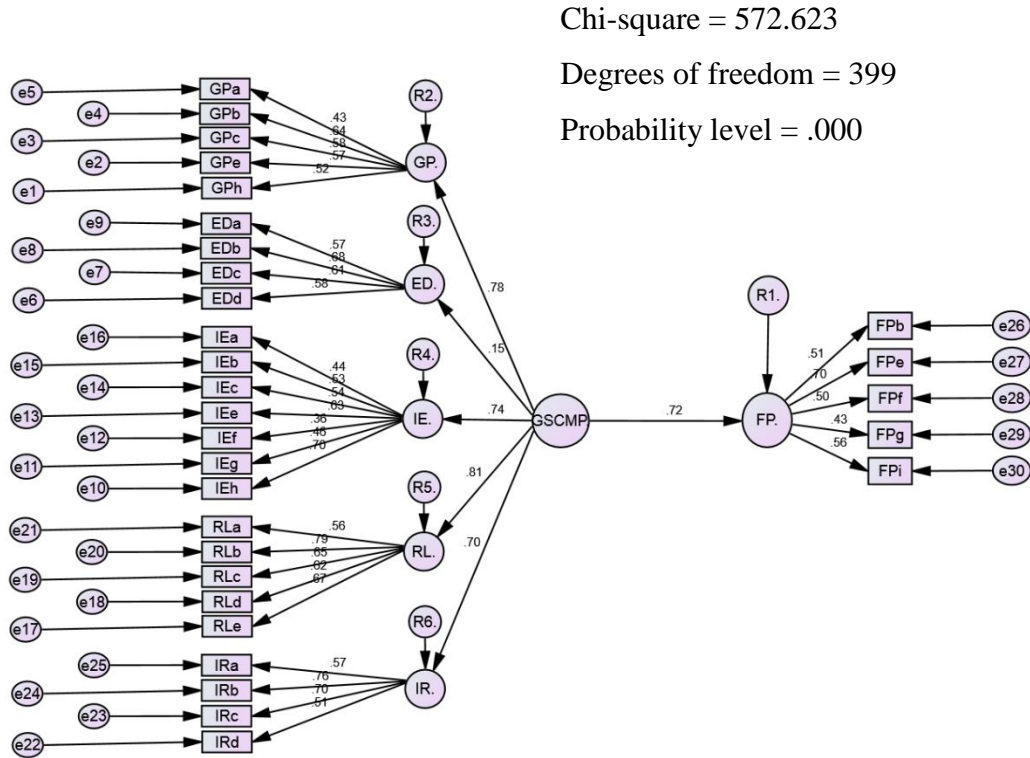 Chi-square = 572.623
Degrees of freedom = 399
Probability level = .000
e5 GPa R2.
e4 GPb .43
e3 GPc .64
e2 GPe .58 GP.
e1 GPh .57
.52
e9 EDa R3.
e8 EDb .57
e7 EDc .68
e6 EDd .61 ED.
.58
.78
R1.
e16 IEa R4. .15 FPb e26
e15 IEb .44 .51 FPe e27
e14 IEc .53 .70
e13 IEe .54 IE. .74 GSCMP .72 FP. .50 FPf e28
e12 IEf .63 .43 FPg e29
e11 IEg .36 .56 FPi e30
e10 IEh .46
.70
R5. .81
e21 RLa .56
e20 RLb .79
e19 RLc .65 RL. .70
e18 RLd .62
e17 RLe .67
R6.
e25 IRa .57
e24 IRb .76
e23 IRc .70 IR.
e22 IRd .51